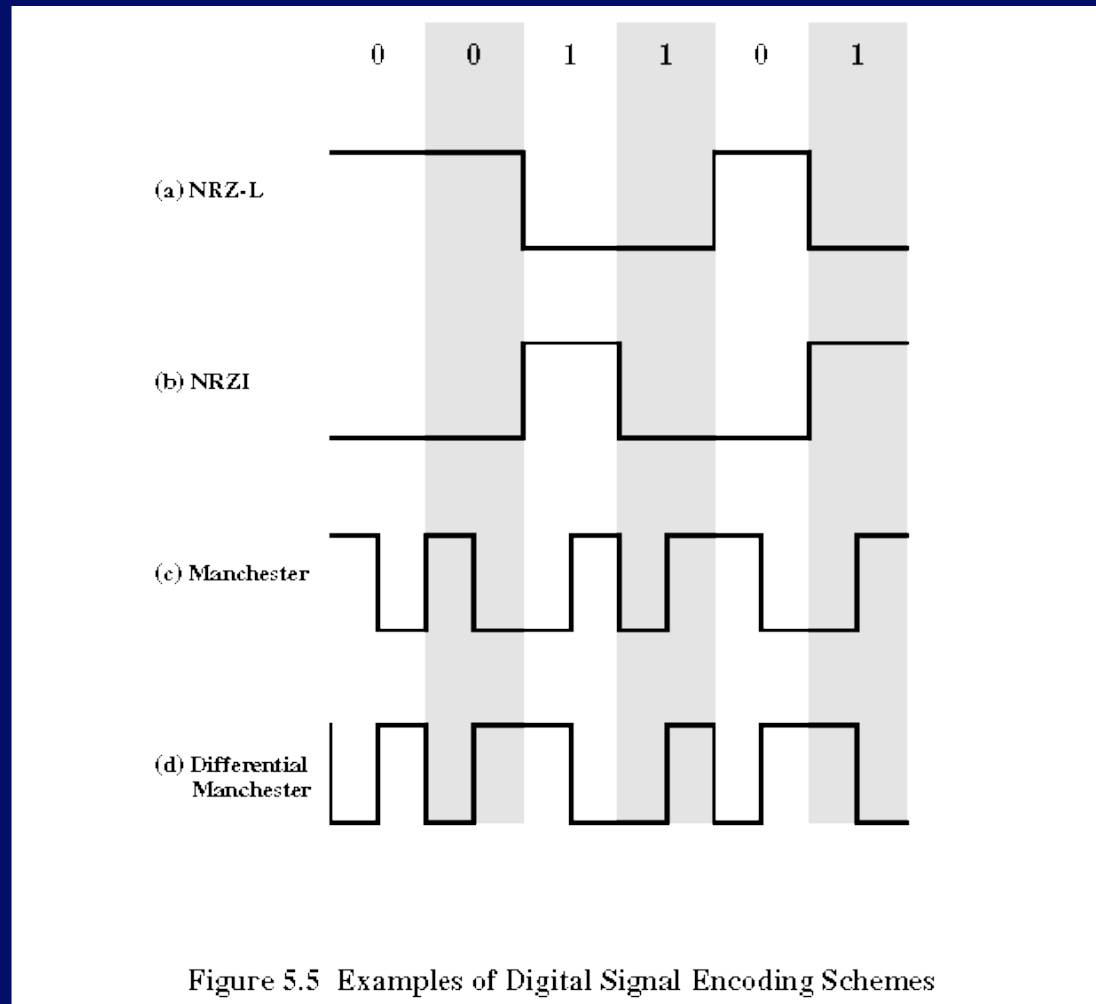 0 0 1 1 0 1
(a) NRZ-L
(b) NRZI
(c) Manchester
(d) Differential
Manchester
Figure 5.5 Examples of Digital Signal Encoding Schemes